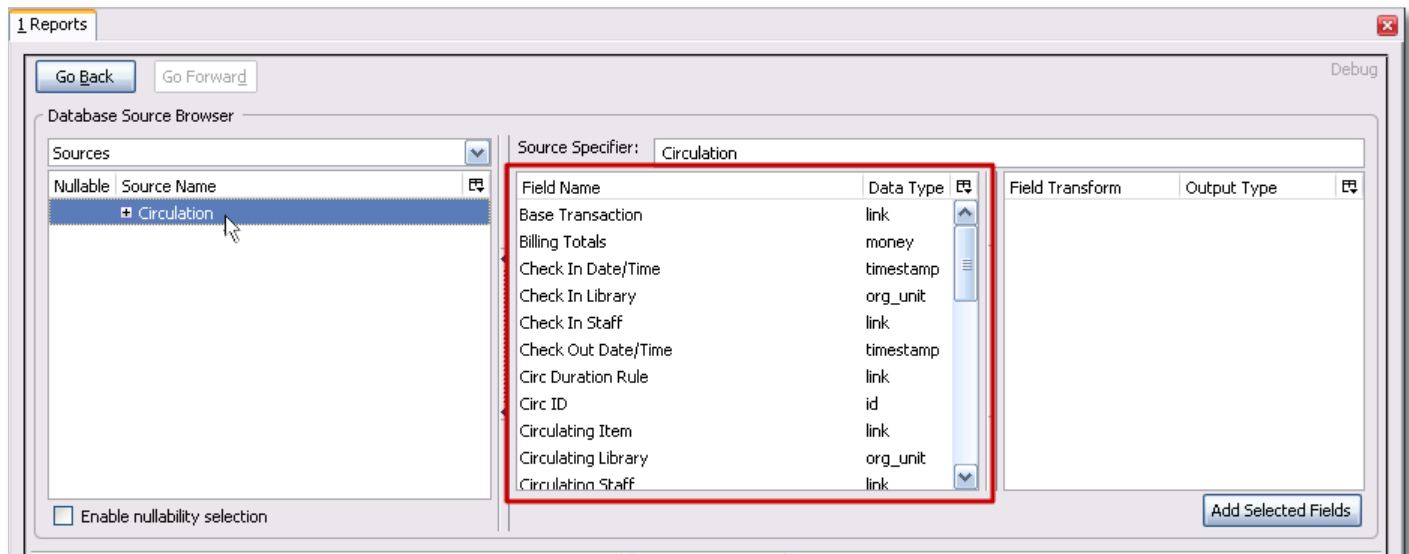 1 Reports
Go Back Go Forward Debug
Database Source Browser
Sources Source Specifier: Circulation
Nullable Source Name Field Name Data Type Field Transform Output Type
Circulation Base Transaction link
Billing Totals money
Check In Date/Time timestamp
Check In Library org_unit
Check In Staff link
Check Out Date/Time timestamp
Circ Duration Rule link
Circ ID id
Circulating Item link
Circulating Library org_unit
Circulating Staff link
Enable nullability selection Add Selected Fields